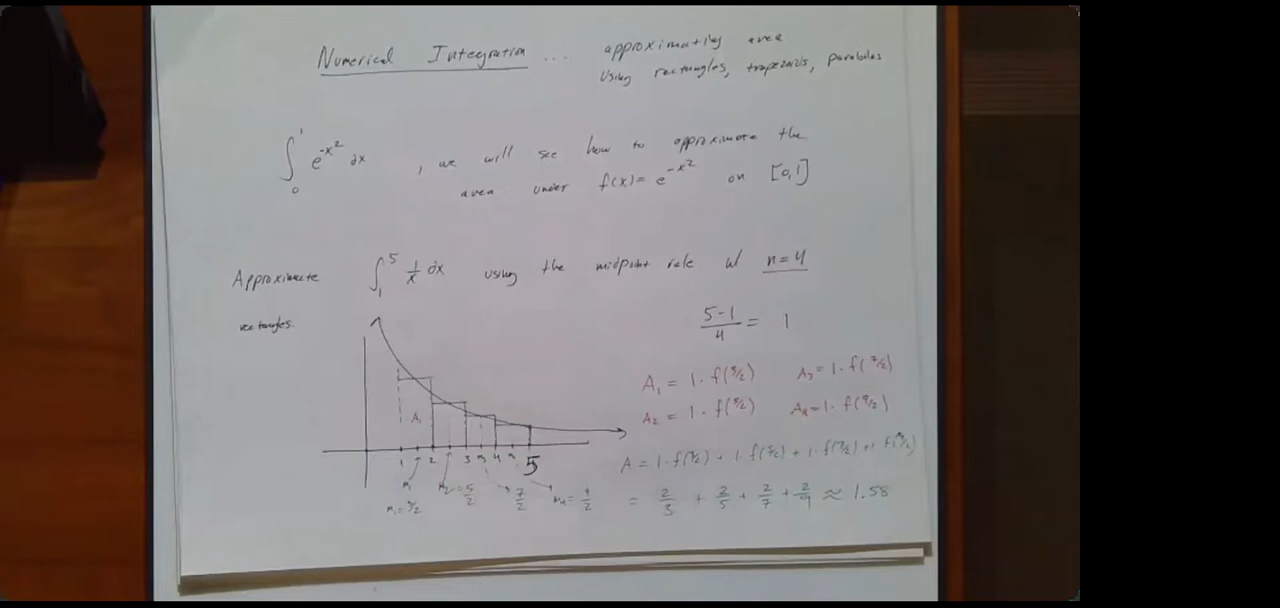 Numerical Integration ... approximating area
using rectangles, trapezoids, parabolas
∫₀¹ e^(-x²) dx , we will see how to approximate the
area under f(x) = e^(-x²) on [0,1]
Approximate ∫₁⁵ 1/x dx using the midpoint rule w/ n=4
rectangles.
(5-1)/4 = 1
A₁ = 1·f(3/2) A₃ = 1·f(7/2)
A₂ = 1·f(5/2) A₄ = 1·f(9/2)
A = 1·f(3/2) + 1·f(5/2) + 1·f(7/2) + 1·f(9/2)
= 2/3 + 2/5 + 2/7 + 2/9 ≈ 1.58
A₁
1 2 3 4 5
m₁ = 3/2 m₂ = 5/2 7/2 m₄ = 9/2